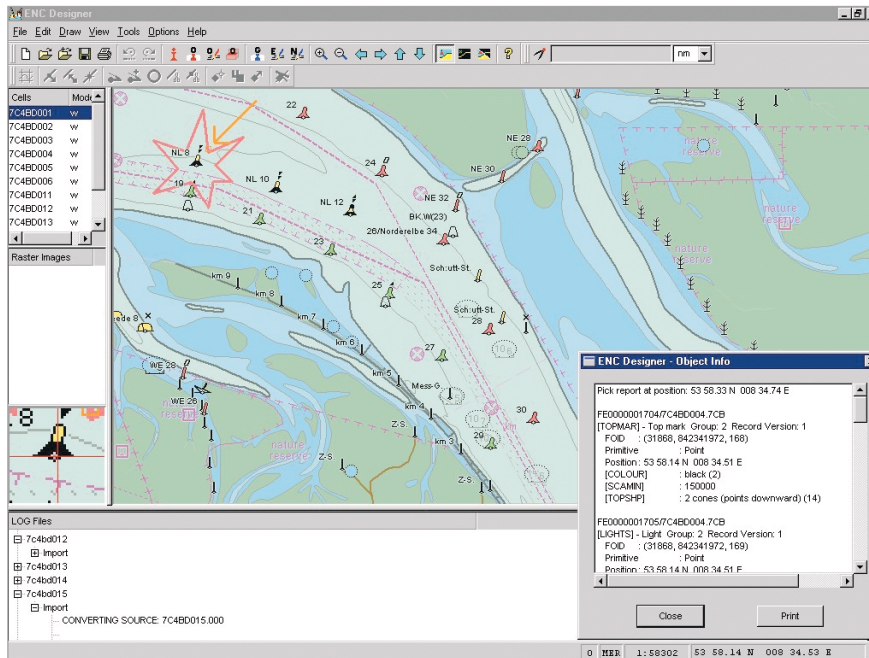 ENC Designer
File Edit Draw View Tools Options Help
nm
Cells Mode
7C4BD001 w
7C4BD002 w
7C4BD003 w
7C4BD004 w
7C4BD005 w
7C4BD006 w
7C4BD011 w
7C4BD012 w
7C4BD013 w
Raster Images
22
NL 8
24
NE 28
NE 30
19
NL 10
NE 32
NL 12
21
BK.W(23)
26/Norderelbe 34
23
nature reserve
nature reserve
km 9
km 8
Sch:utt-St.
25
km 7
Sch:utt-St.
28
km 6
27
WE 28
km 5
Mess-G.
WE 26
nature reserve
km 4
30
km
Z-S
km 3
29
nature reserve
Z-S
Z-S.
8
ENC Designer - Object Info
Pick report at position: 53 58.33 N 008 34.74 E
FE0000001704/7C4BD004.7CB
[TOPMAR] - Top mark Group: 2 Record Version: 1
FOID : (31868, 842341972, 168)
Primitive : Point
Position : 53 58.14 N 008 34.51 E
[COLOUR] : black (2)
[SCAMIN] : 150000
[TOPSHP] : 2 cones (points downward) (14)
FE0000001705/7C4BD004.7CB
[LIGHTS] - Light Group: 2 Record Version: 1
FOID : (31868, 842341972, 169)
Primitive : Point
Position : 53 58.14 N 008 34.51 E
Close Print
LOG Files
7c4bd012
Import
7c4bd013
7c4bd014
7c4bd015
Import
CONVERTING SOURCE: 7C4BD015.000
0 MER 1:58302 53 58.14 N 008 34.53 E